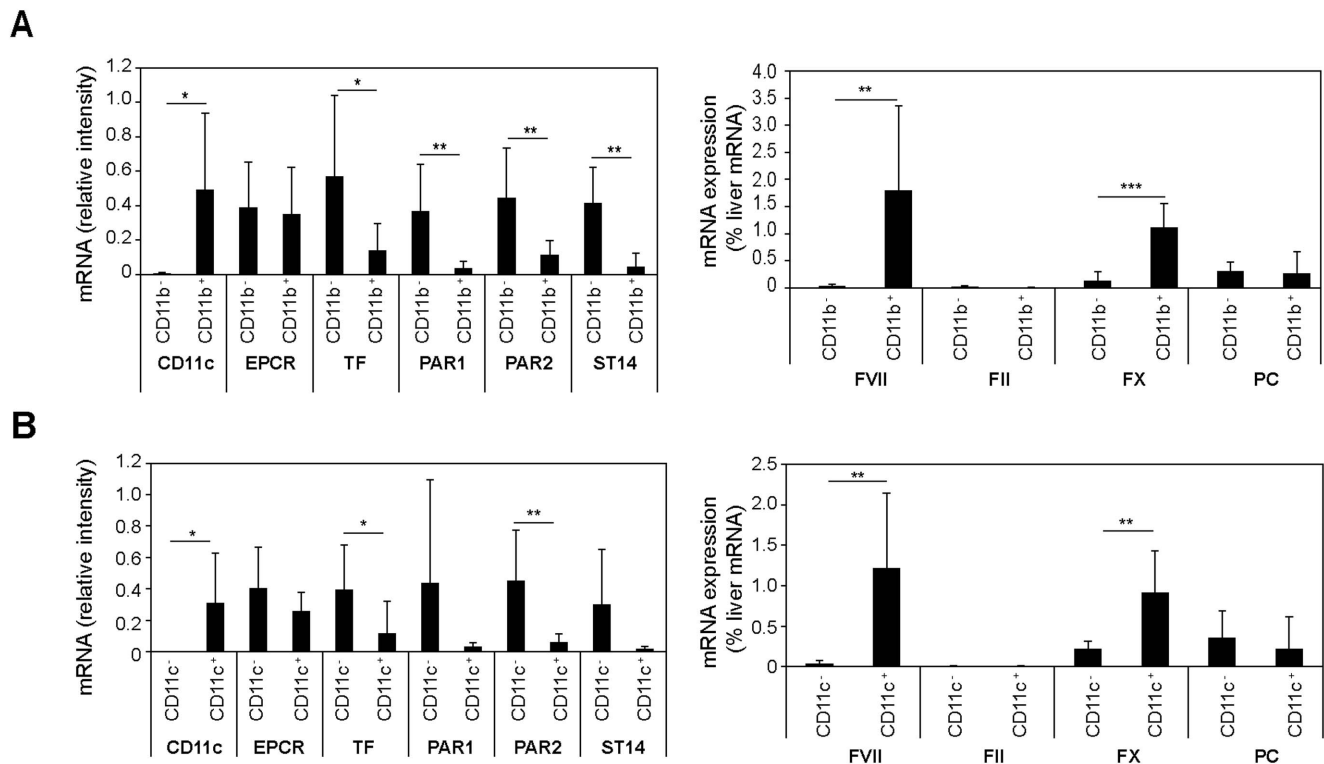 A
mRNA (relative intensity)
1.2
1.0
0.8
0.6
0.4
0.2
0
* * ** ** **
CD11b- CD11b+ CD11b- CD11b+ CD11b- CD11b+ CD11b- CD11b+ CD11b- CD11b+ CD11b- CD11b+
CD11c EPCR TF PAR1 PAR2 ST14
mRNA expression
(% liver mRNA)
4.0
3.5
3.0
2.5
2.0
1.5
1.0
0.5
0
** ***
CD11b- CD11b+ CD11b- CD11b+ CD11b- CD11b+ CD11b- CD11b+
FVII FII FX PC
B
mRNA (relative intensity)
1.2
1.0
0.8
0.6
0.4
0.2
0
* * **
CD11c- CD11c+ CD11c- CD11c+ CD11c- CD11c+ CD11c- CD11c+ CD11c- CD11c+ CD11c- CD11c+
CD11c EPCR TF PAR1 PAR2 ST14
mRNA expression
(% liver mRNA)
2.5
2.0
1.5
1.0
0.5
0
** **
CD11c- CD11c+ CD11c- CD11c+ CD11c- CD11c+ CD11c- CD11c+
FVII FII FX PC